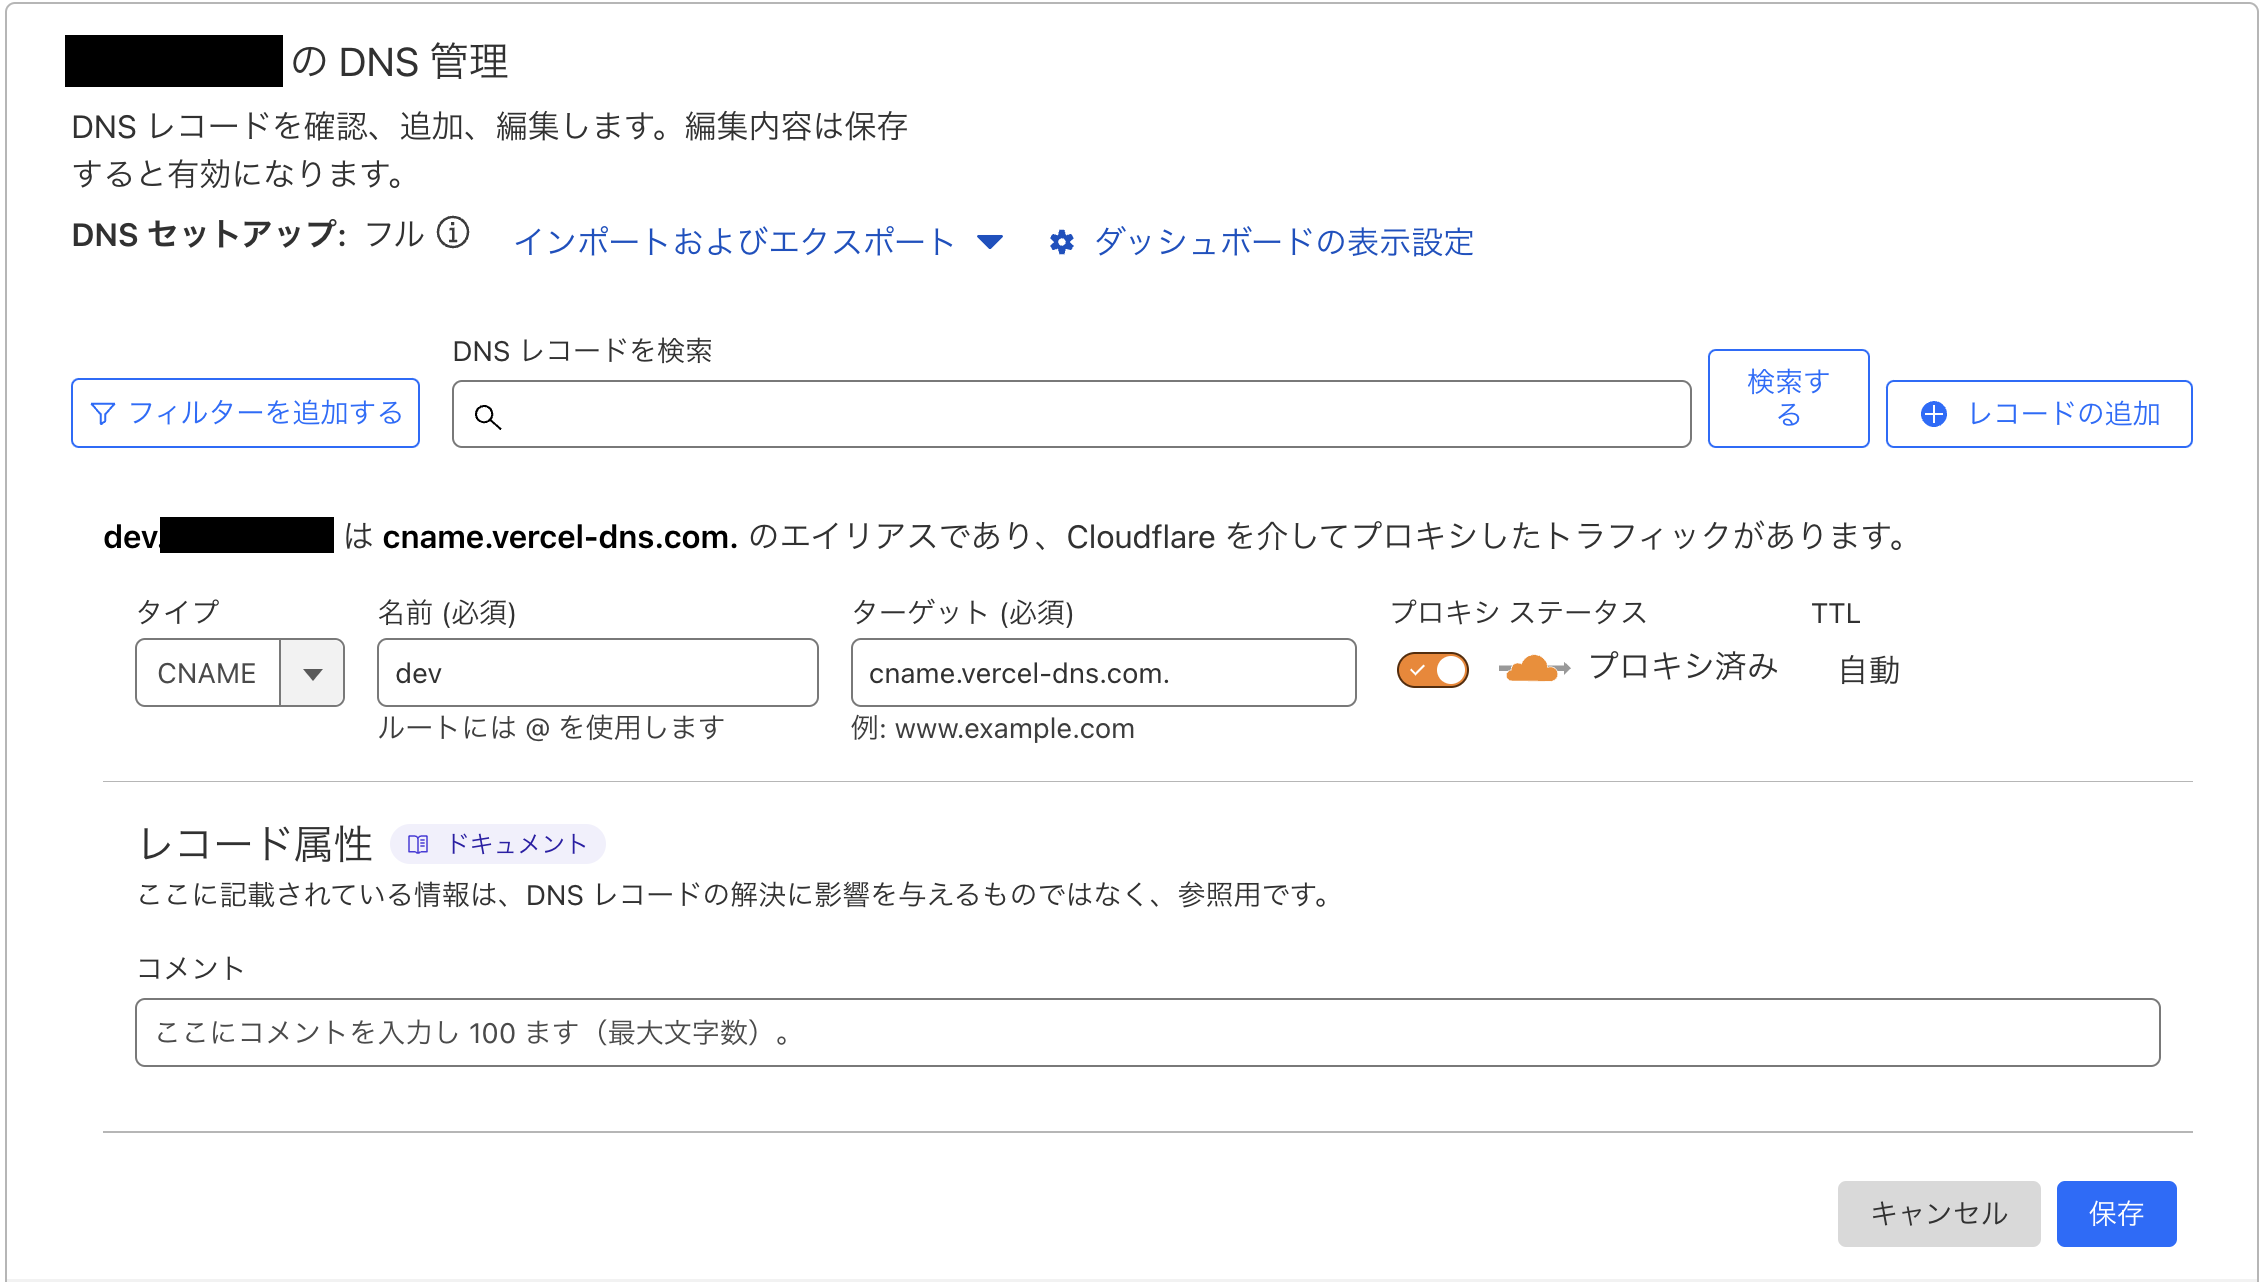 の DNS 管理
DNS レコードを確認、追加、編集します。編集内容は保存
すると有効になります。
DNS セットアップ: フル インポートおよびエクスポート ダッシュボードの表示設定
DNS レコードを検索
フィルターを追加する
検索す
る
レコードの追加
dev. は cname.vercel-dns.com. のエイリアスであり、Cloudflare を介してプロキシしたトラフィックがあります。
タイプ 名前 (必須) ターゲット (必須) プロキシ ステータス TTL
CNAME dev cname.vercel-dns.com. プロキシ済み 自動
ルートには @ を使用します 例: www.example.com
レコード属性 ドキュメント
ここに記載されている情報は、DNS レコードの解決に影響を与えるものではなく、参照用です。
コメント
ここにコメントを入力し 100 ます（最大文字数）。
キャンセル 保存